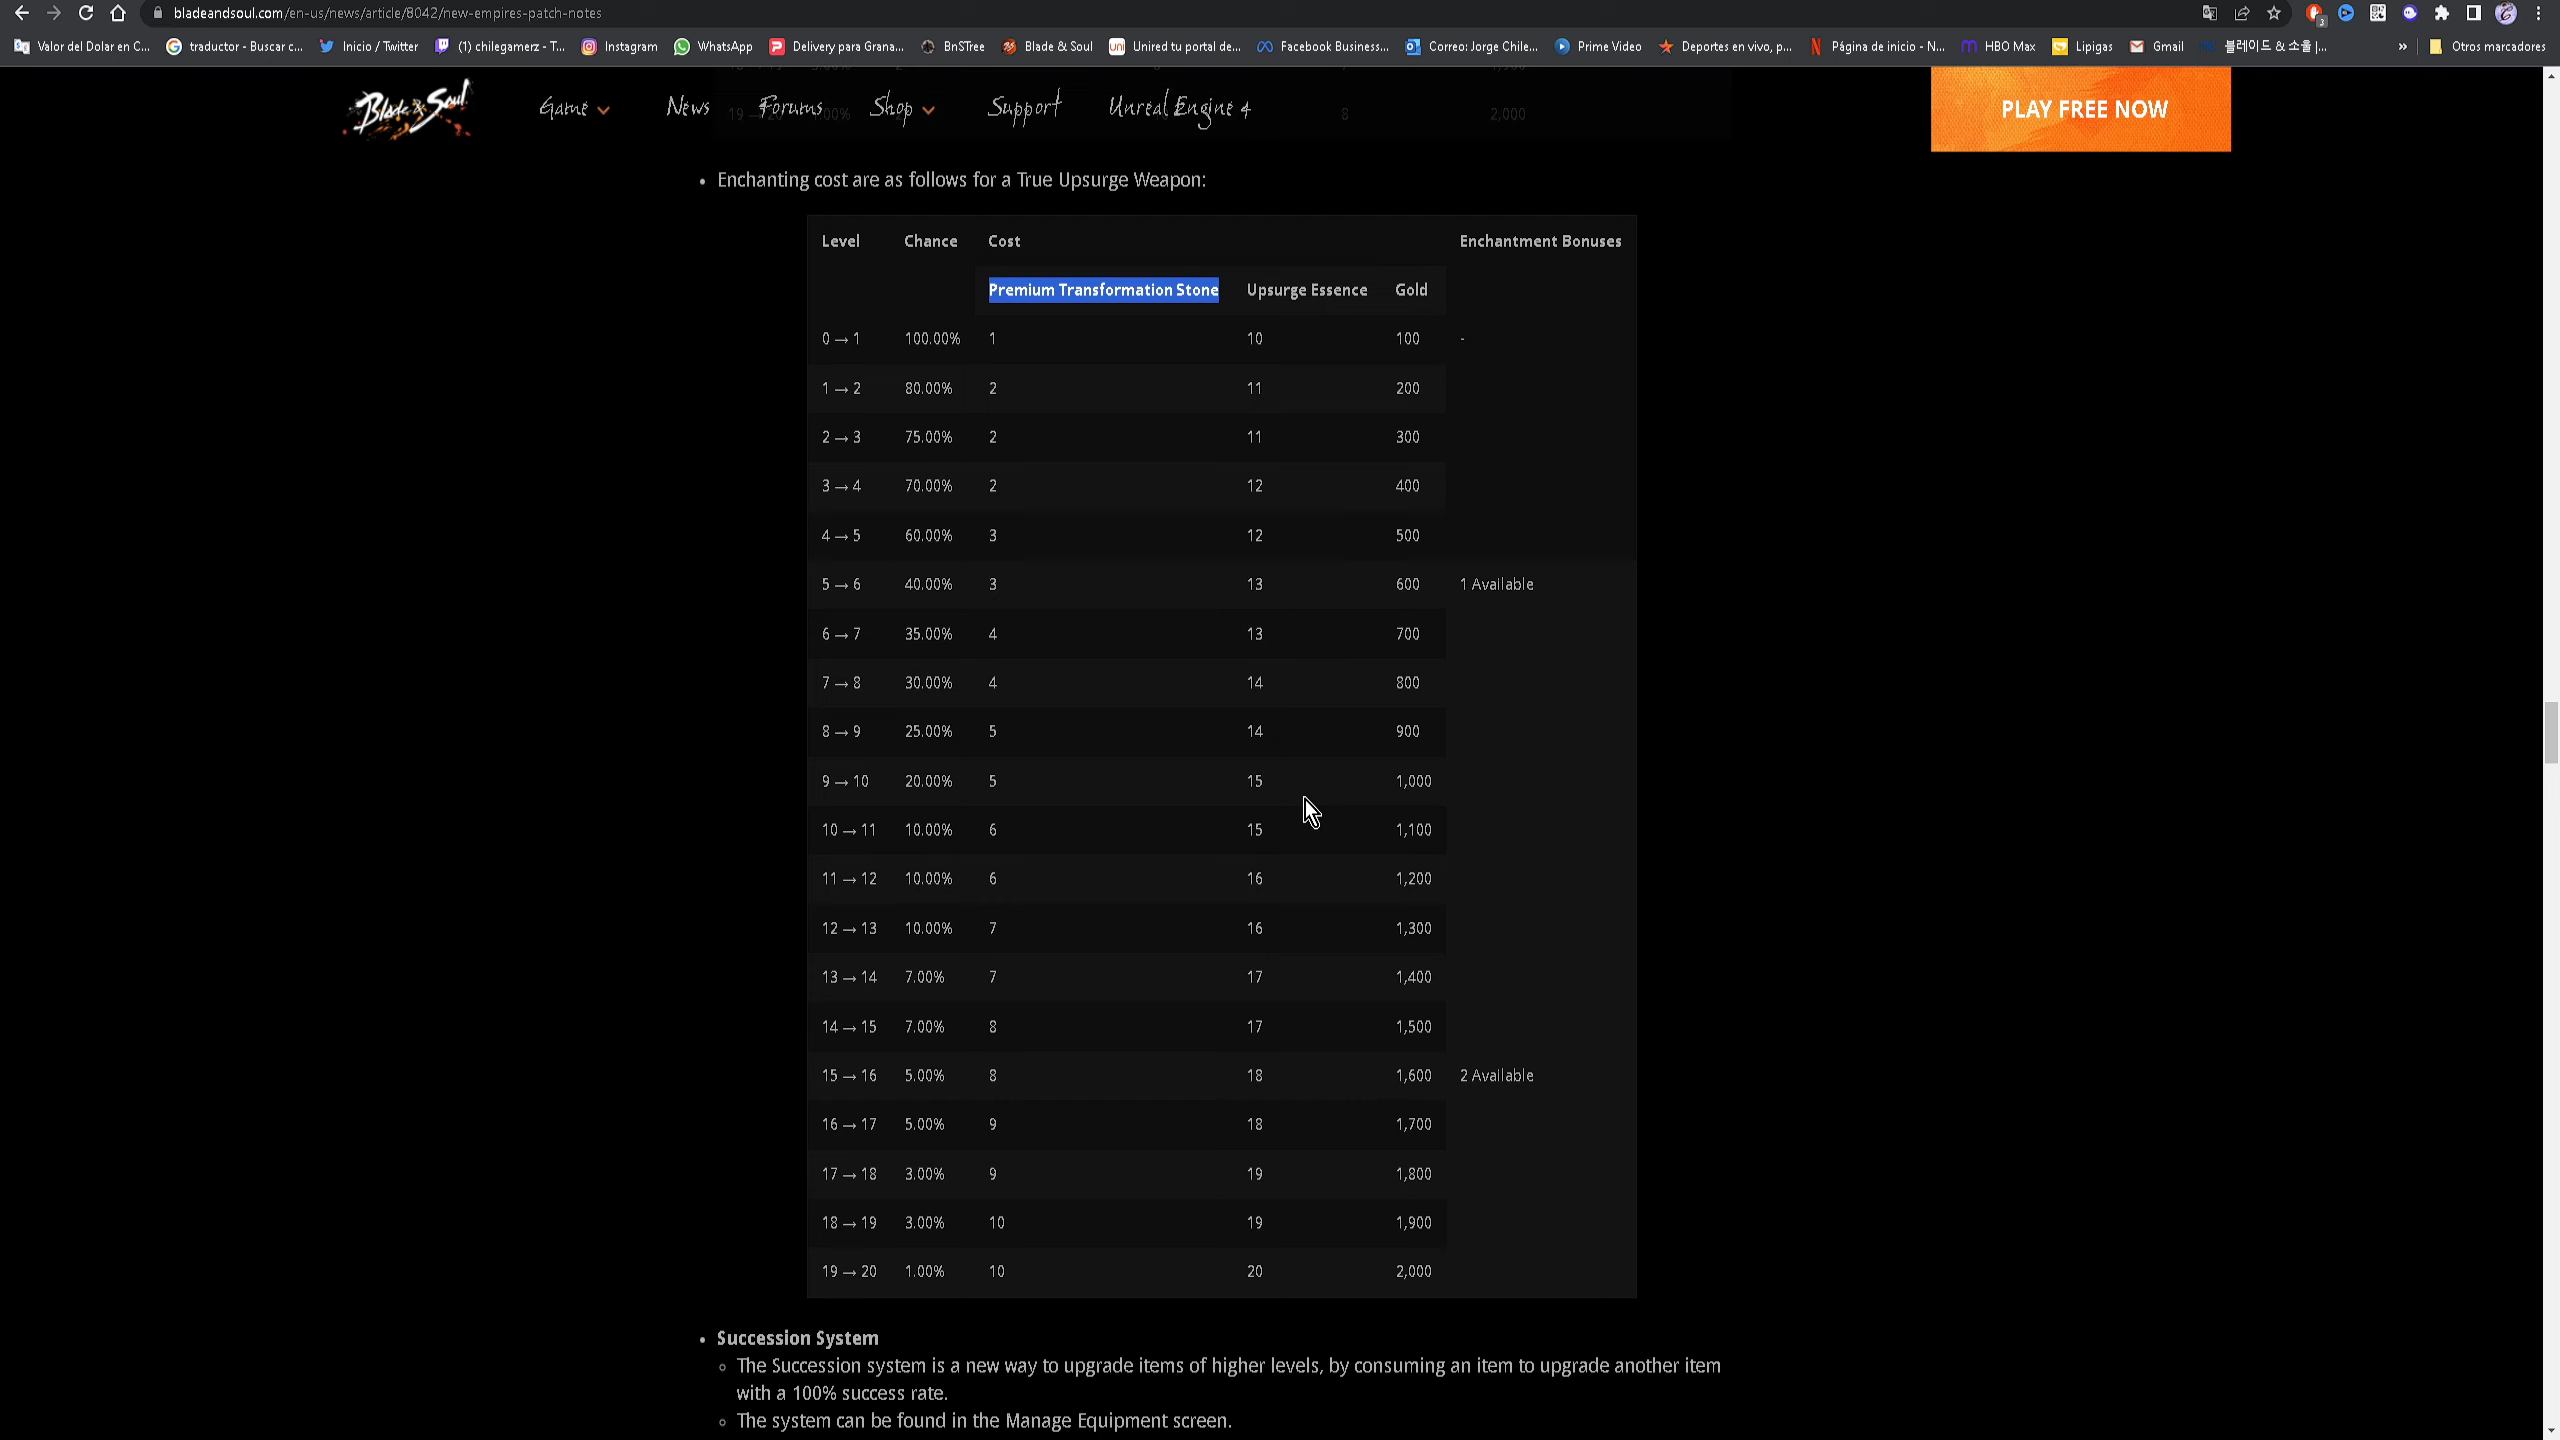 bladeandsoul.com/en-us/news/article/8042/new-empires-patch-notes
Valor del Dolar en C... traductor - Buscar c... Inicio / Twitter (1) chilegamerz - T... Instagram WhatsApp Delivery para Grana... BnSTree Blade & Soul Unired tu portal de... Facebook Business... Correo: Jorge Chile... Prime Video Deportes en vivo, p... Página de inicio - N... HBO Max Lipigas Gmail 블레이드 & 소울 |... » Otros marcadores
Blade & Soul Game News Forums Shop Support Unreal Engine 4 PLAY FREE NOW
19 → 20 1.00% 8 2,000
• Enchanting cost are as follows for a True Upsurge Weapon:
Level Chance Cost Enchantment Bonuses
Premium Transformation Stone Upsurge Essence Gold
0 → 1 100.00% 1 10 100 -
1 → 2 80.00% 2 11 200
2 → 3 75.00% 2 11 300
3 → 4 70.00% 2 12 400
4 → 5 60.00% 3 12 500
5 → 6 40.00% 3 13 600 1 Available
6 → 7 35.00% 4 13 700
7 → 8 30.00% 4 14 800
8 → 9 25.00% 5 14 900
9 → 10 20.00% 5 15 1,000
10 → 11 10.00% 6 15 1,100
11 → 12 10.00% 6 16 1,200
12 → 13 10.00% 7 16 1,300
13 → 14 7.00% 7 17 1,400
14 → 15 7.00% 8 17 1,500
15 → 16 5.00% 8 18 1,600 2 Available
16 → 17 5.00% 9 18 1,700
17 → 18 3.00% 9 19 1,800
18 → 19 3.00% 10 19 1,900
19 → 20 1.00% 10 20 2,000
• Succession System
○ The Succession system is a new way to upgrade items of higher levels, by consuming an item to upgrade another item
with a 100% success rate.
○ The system can be found in the Manage Equipment screen.